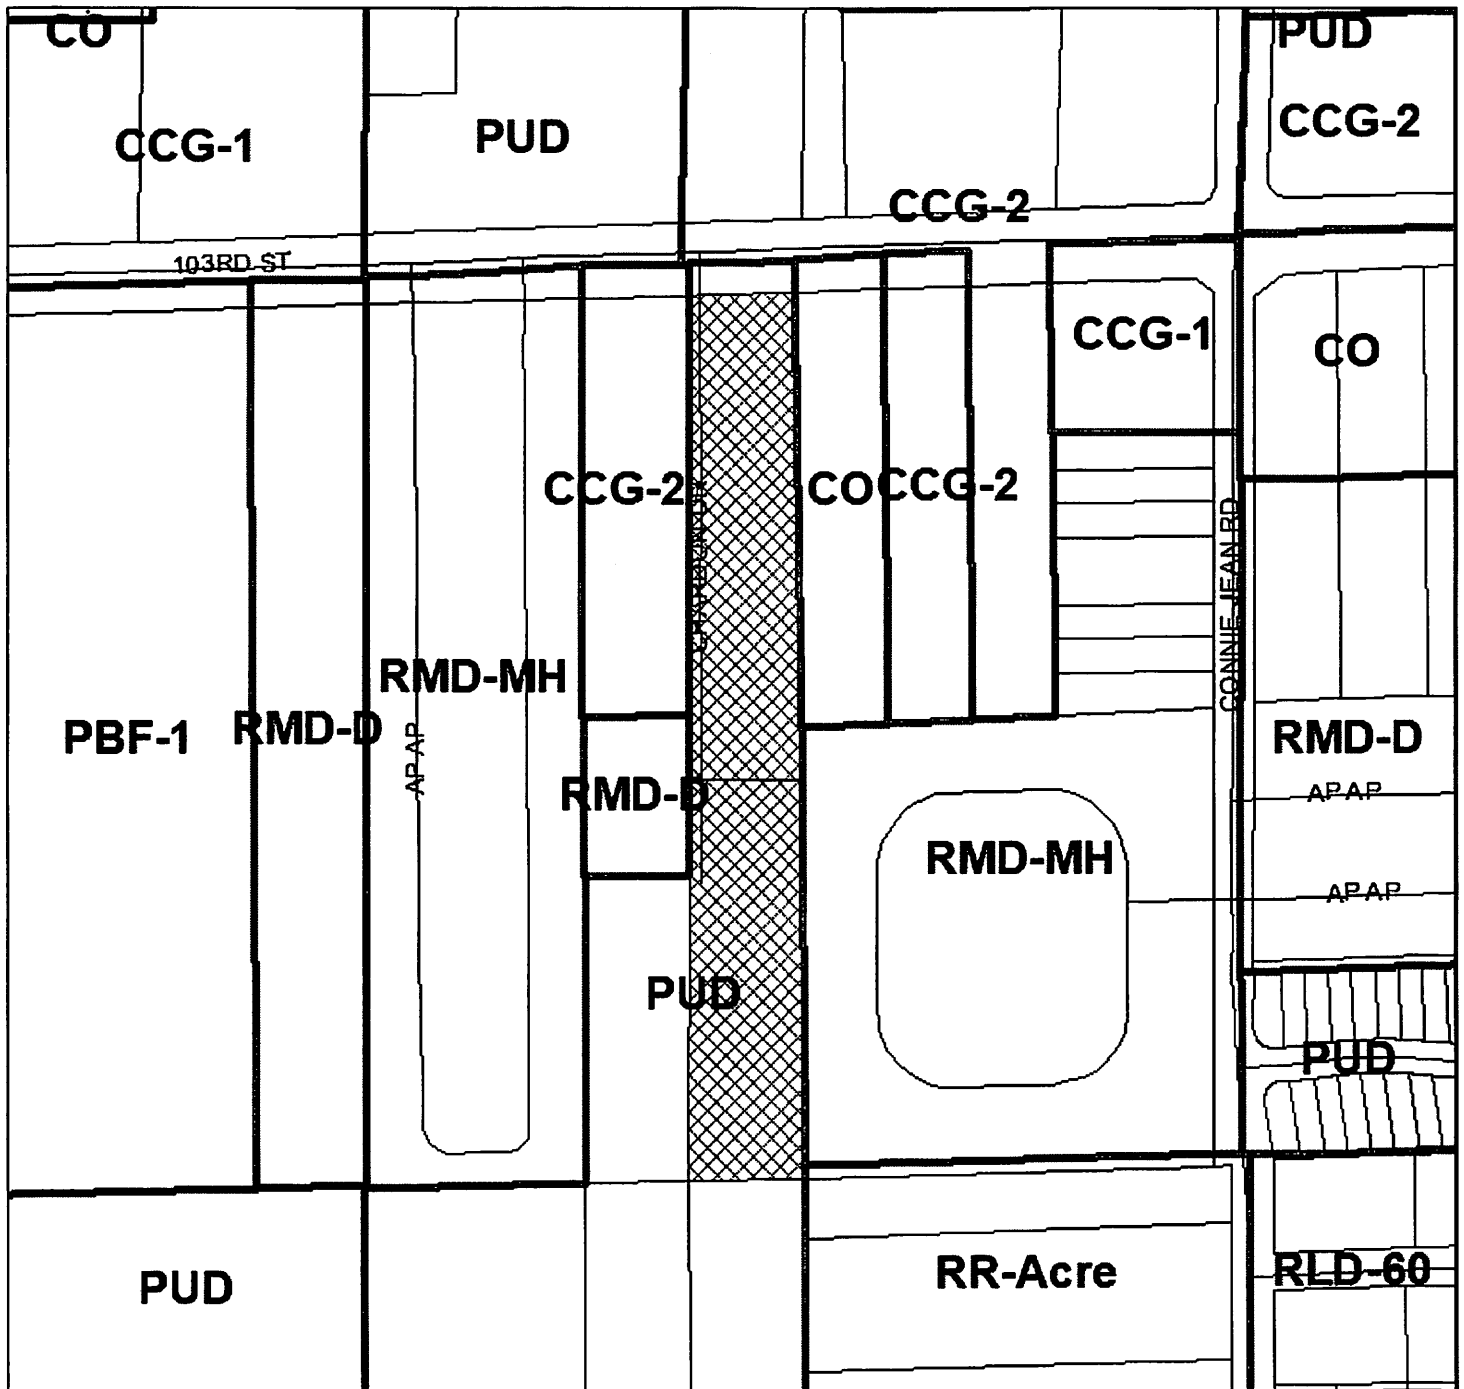 CO
PUD
CCG-1
PUD
CCG-2
CCG-2
103RD ST
CCG-1
CO
CCG-2
CO
CCG-2
CONNIE JEAN RD
RMD-MH
PBF-1
RMD-D
AP AP
RMD-D
RMD-D
AP AP
RMD-MH
AP AP
PUD
PUD
PUD
RR-Acre
RLD-60